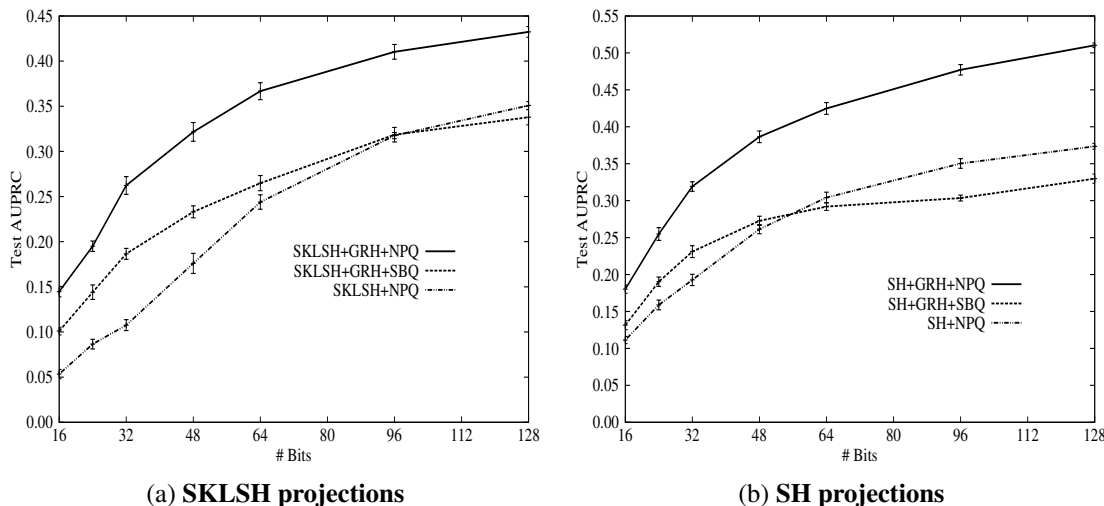 0.45
0.40
0.35
0.30
0.25
0.20
0.15
0.10
0.05
0.00
Test AUPRC
16 32 48 64 80 96 112 128
# Bits
SKLSH+GRH+NPQ
SKLSH+GRH+SBQ
SKLSH+NPQ
(a) SKLSH projections
0.55
0.50
0.45
0.40
0.35
0.30
0.25
0.20
0.15
0.10
0.05
0.00
Test AUPRC
16 32 48 64 80 96 112 128
# Bits
SH+GRH+NPQ
SH+GRH+SBQ
SH+NPQ
(b) SH projections